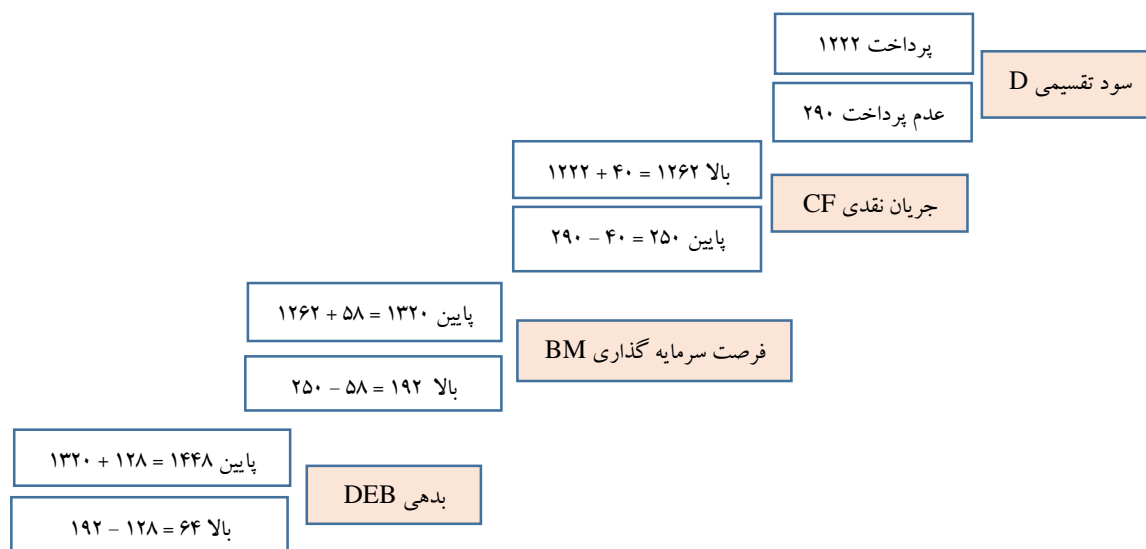 پرداخت ۱۲۲۲
سود تقسیمی D
عدم پرداخت ۲۹۰
بالا ۱۲۶۲ = ۴۰ + ۱۲۲۲
جریان نقدی CF
پایین ۲۵۰ = ۴۰ – ۲۹۰
پایین ۱۳۲۰ = ۵۸ + ۱۲۶۲
فرصت سرمایه گذاری BM
بالا ۱۹۲ = ۵۸ – ۲۵۰
پایین ۱۴۴۸ = ۱۲۸ + ۱۳۲۰
بدهی DEB
بالا ۶۴ = ۱۲۸ – ۱۹۲